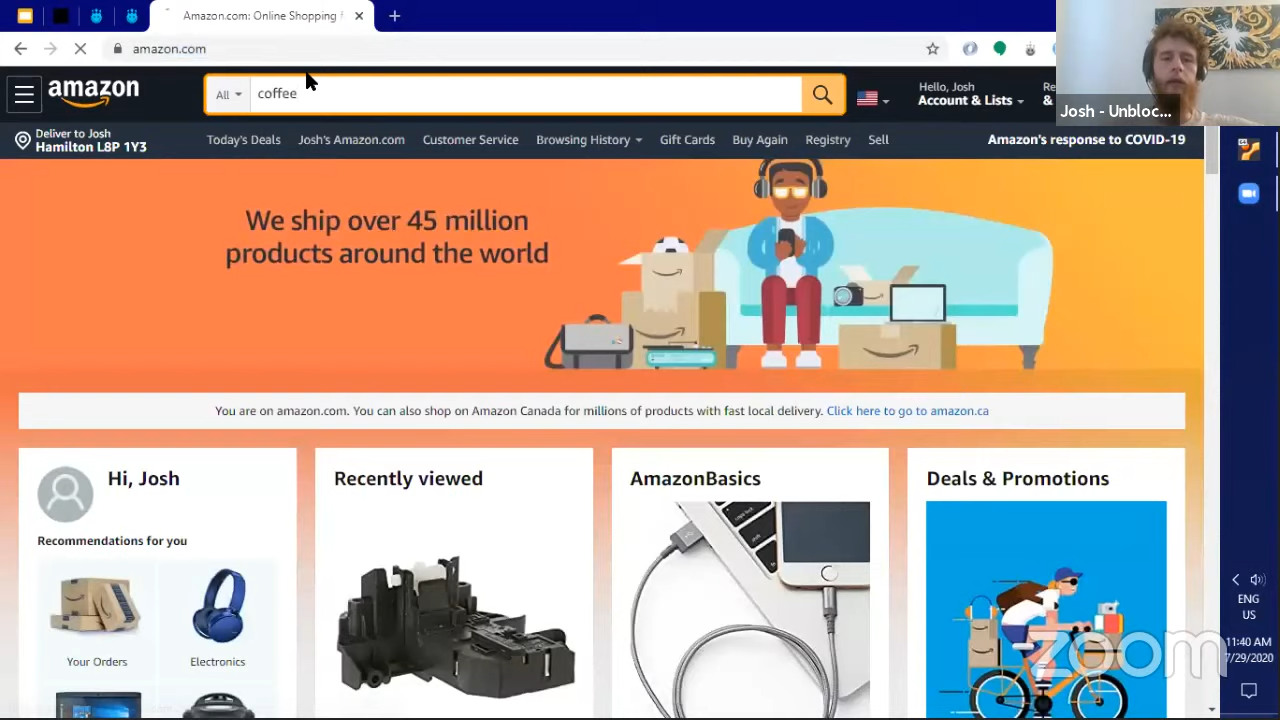 Amazon.com: Online Shopping f
amazon.com
amazon
All
coffee
Hello, Josh
Account & Lists
Re
&
Josh - Unbloc...
Deliver to Josh
Hamilton L8P 1Y3
Today's Deals
Josh's Amazon.com
Customer Service
Browsing History
Gift Cards
Buy Again
Registry
Sell
Amazon's response to COVID-19
We ship over 45 million
products around the world
You are on amazon.com. You can also shop on Amazon Canada for millions of products with fast local delivery. Click here to go to amazon.ca
Hi, Josh
Recommendations for you
Your Orders
Electronics
Recently viewed
AmazonBasics
Deals & Promotions
ENG
US
11:40 AM
7/29/2020
zoom